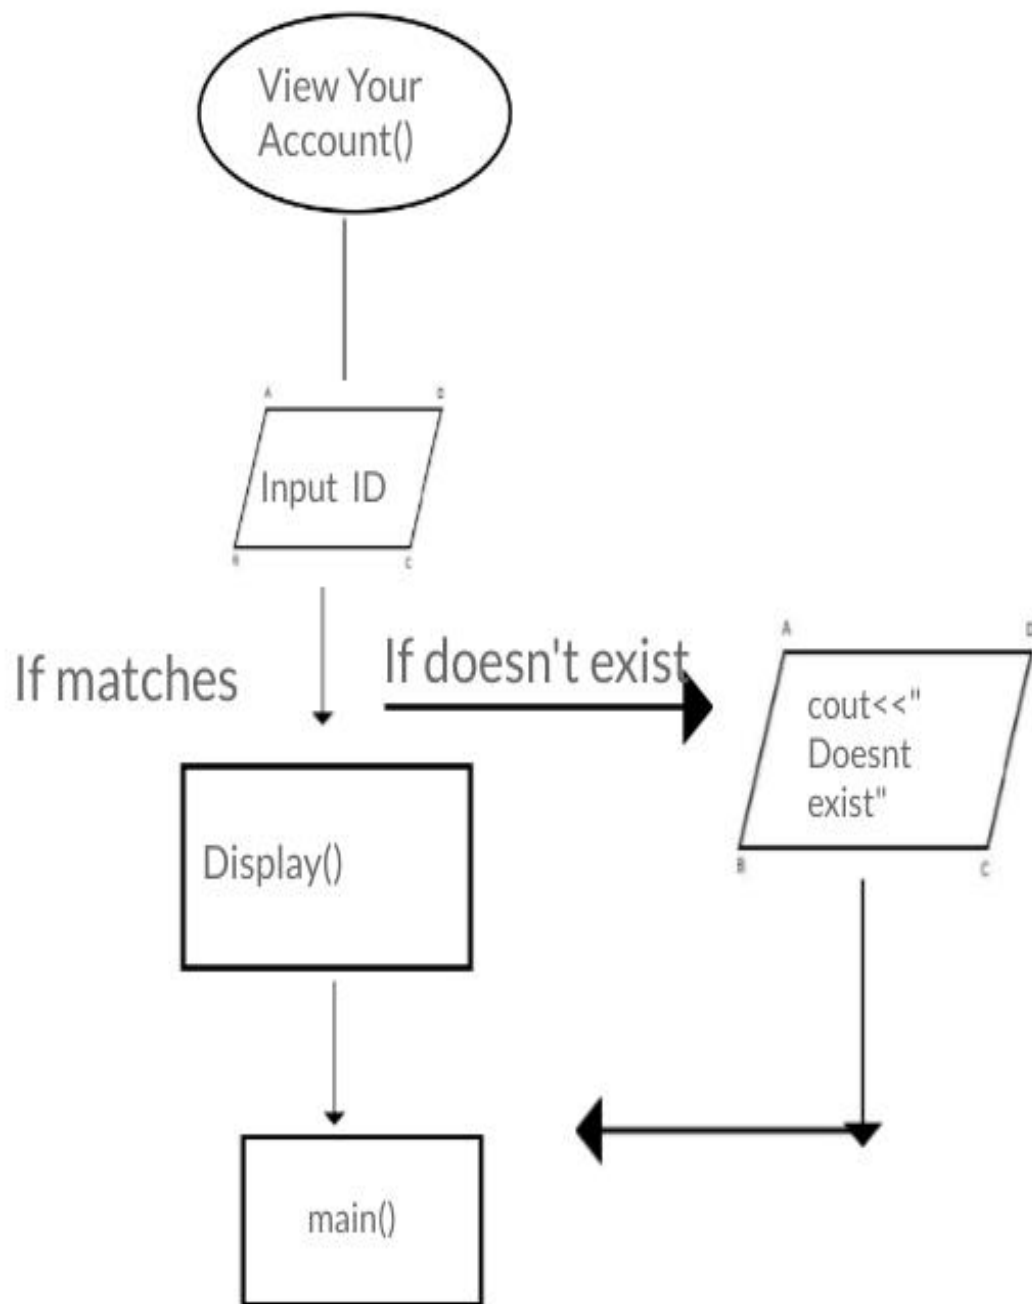 View Your
Account()
A D
Input ID
C
If matches
If doesn't exist
A D
cout<<"
Doesnt
exist"
B C
Display()
main()